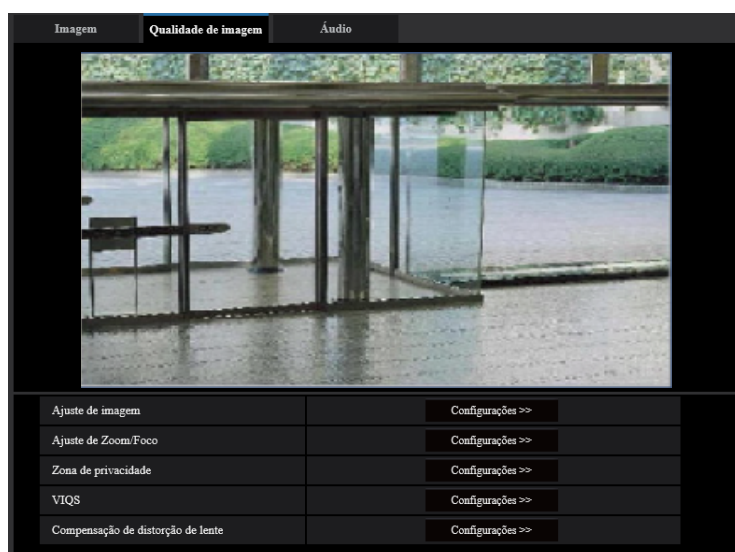 Imagem Qualidade de imagem Áudio
Ajuste de imagem Configurações >>
Ajuste de Zoom/Foco Configurações >>
Zona de privacidade Configurações >>
VIQS Configurações >>
Compensação de distorção de lente Configurações >>